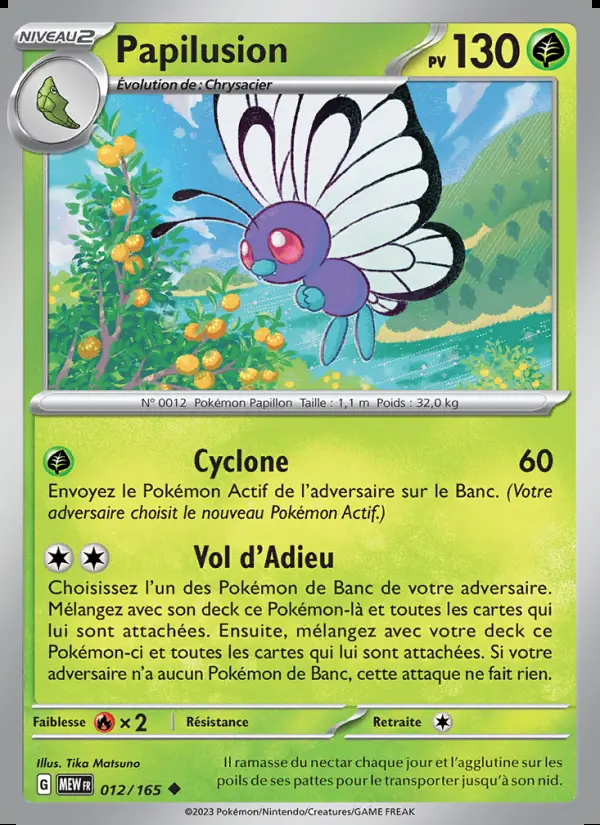 NIVEAU 2
Papilusion
PV 130
Évolution de : Chrysacier
N° 0012 Pokémon Papillon Taille : 1,1 m Poids : 32,0 kg
Cyclone 60
Envoyez le Pokémon Actif de l'adversaire sur le Banc. (Votre
adversaire choisit le nouveau Pokémon Actif.)
Vol d'Adieu
Choisissez l'un des Pokémon de Banc de votre adversaire.
Mélangez avec son deck ce Pokémon-là et toutes les cartes qui
lui sont attachées. Ensuite, mélangez avec votre deck ce
Pokémon-ci et toutes les cartes qui lui sont attachées. Si votre
adversaire n'a aucun Pokémon de Banc, cette attaque ne fait rien.
Faiblesse ×2 Résistance Retraite
Illus. Tika Matsuno
G MEW FR 012/165
Il ramasse du nectar chaque jour et l'agglutine sur les
poils de ses pattes pour le transporter jusqu'à son nid.
©2023 Pokémon/Nintendo/Creatures/GAME FREAK